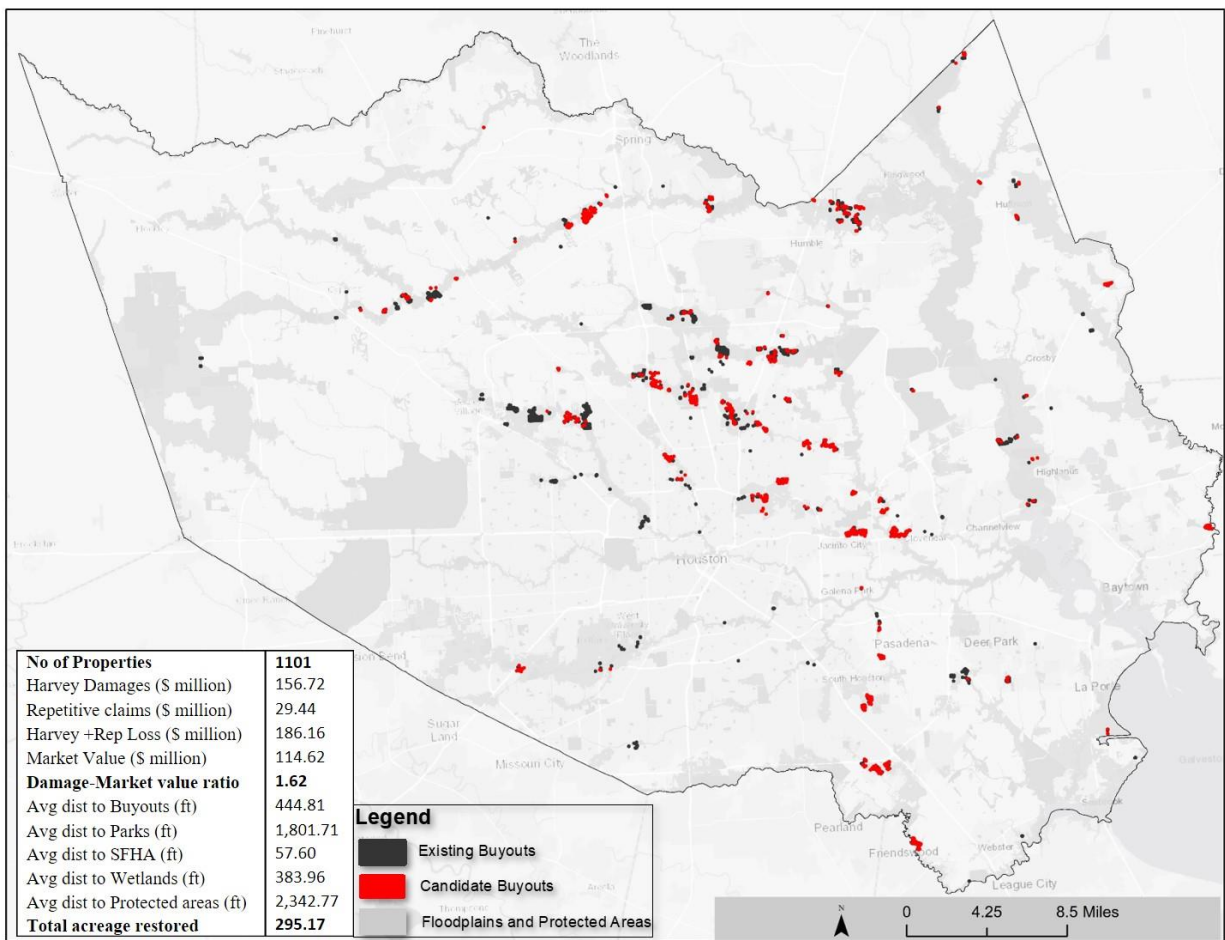 The
Woodlands
Spring
Kingwood
Humble
Crosby
Highlands
Channelview
Jacinto City
Houston
Galena Park
Baytown
Pasadena
Deer Park
South Houston
La Porte
Sugar
Land
Missouri City
Pearland
Friendswood
Webster
League City
No of Properties 1101
Harvey Damages ($ million) 156.72
Repetitive claims ($ million) 29.44
Harvey +Rep Loss ($ million) 186.16
Market Value ($ million) 114.62
Damage-Market value ratio 1.62
Avg dist to Buyouts (ft) 444.81
Avg dist to Parks (ft) 1,801.71
Avg dist to SFHA (ft) 57.60
Avg dist to Wetlands (ft) 383.96
Avg dist to Protected areas (ft) 2,342.77
Total acreage restored 295.17
Legend
Existing Buyouts
Candidate Buyouts
Floodplains and Protected Areas
N
0 4.25 8.5 Miles